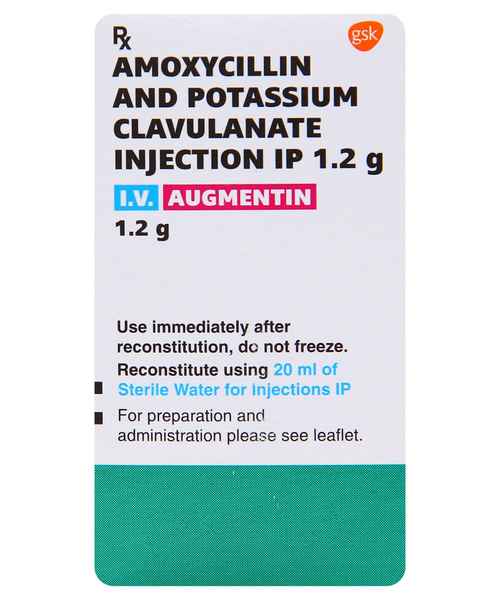 Rx
gsk
AMOXYCILLIN
AND POTASSIUM
CLAVULANATE
INJECTION IP 1.2 g
I.V. AUGMENTIN
1.2 g
Use immediately after
reconstitution, do not freeze.
Reconstitute using 20 ml of
Sterile Water for Injections IP
For preparation and
administration please see leaflet.